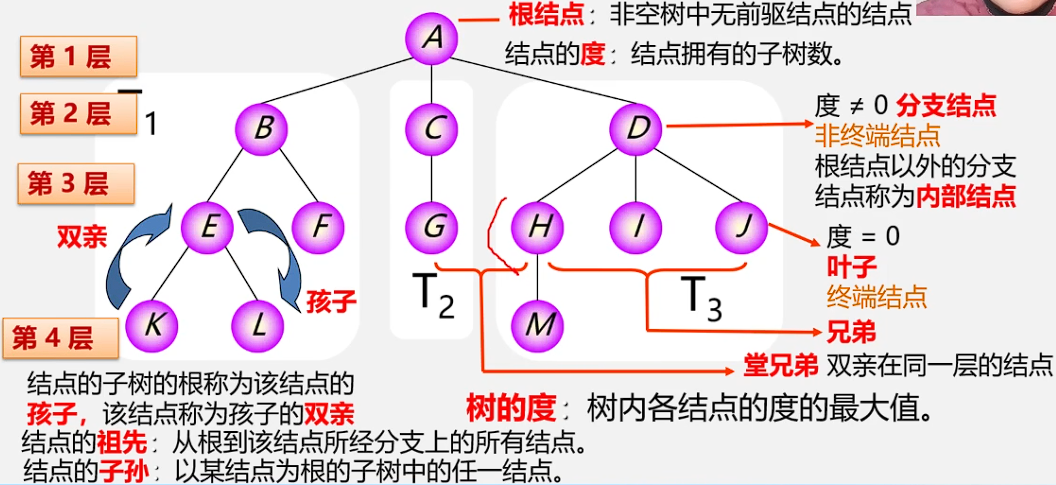 根结点：非空树中无前驱结点的结点
A
结点的度：结点拥有的子树数。
第 1 层
第 2 层
T1
B
C
D
度 ≠ 0 分支结点
非终端结点
根结点以外的分支
结点称为内部结点
第 3 层
双亲
E
F
G
H
I
J
度 = 0
叶子
终端结点
孩子
T2
T3
第 4 层
K
L
M
兄弟
堂兄弟 双亲在同一层的结点
结点的子树的根称为该结点的
孩子，该结点称为孩子的双亲
树的度：树内各结点的度的最大值。
结点的祖先：从根到该结点所经分支上的所有结点。
结点的子孙：以某结点为根的子树中的任一结点。